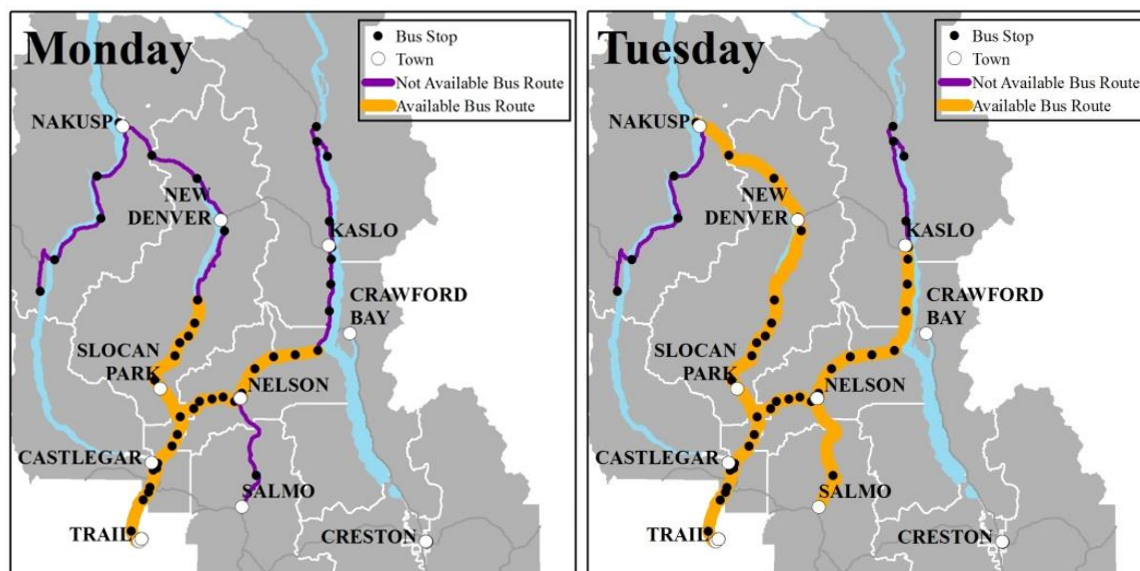 Monday
Bus Stop
Town
Not Available Bus Route
Available Bus Route
NAKUSP
NEW
DENVER
KASLO
CRAWFORD
BAY
SLOCAN
PARK
NELSON
CASTLEGAR
SALMO
TRAIL
CRESTON
Tuesday
Bus Stop
Town
Not Available Bus Route
Available Bus Route
NAKUSP
NEW
DENVER
KASLO
CRAWFORD
BAY
SLOCAN
PARK
NELSON
CASTLEGAR
SALMO
TRAIL
CRESTON